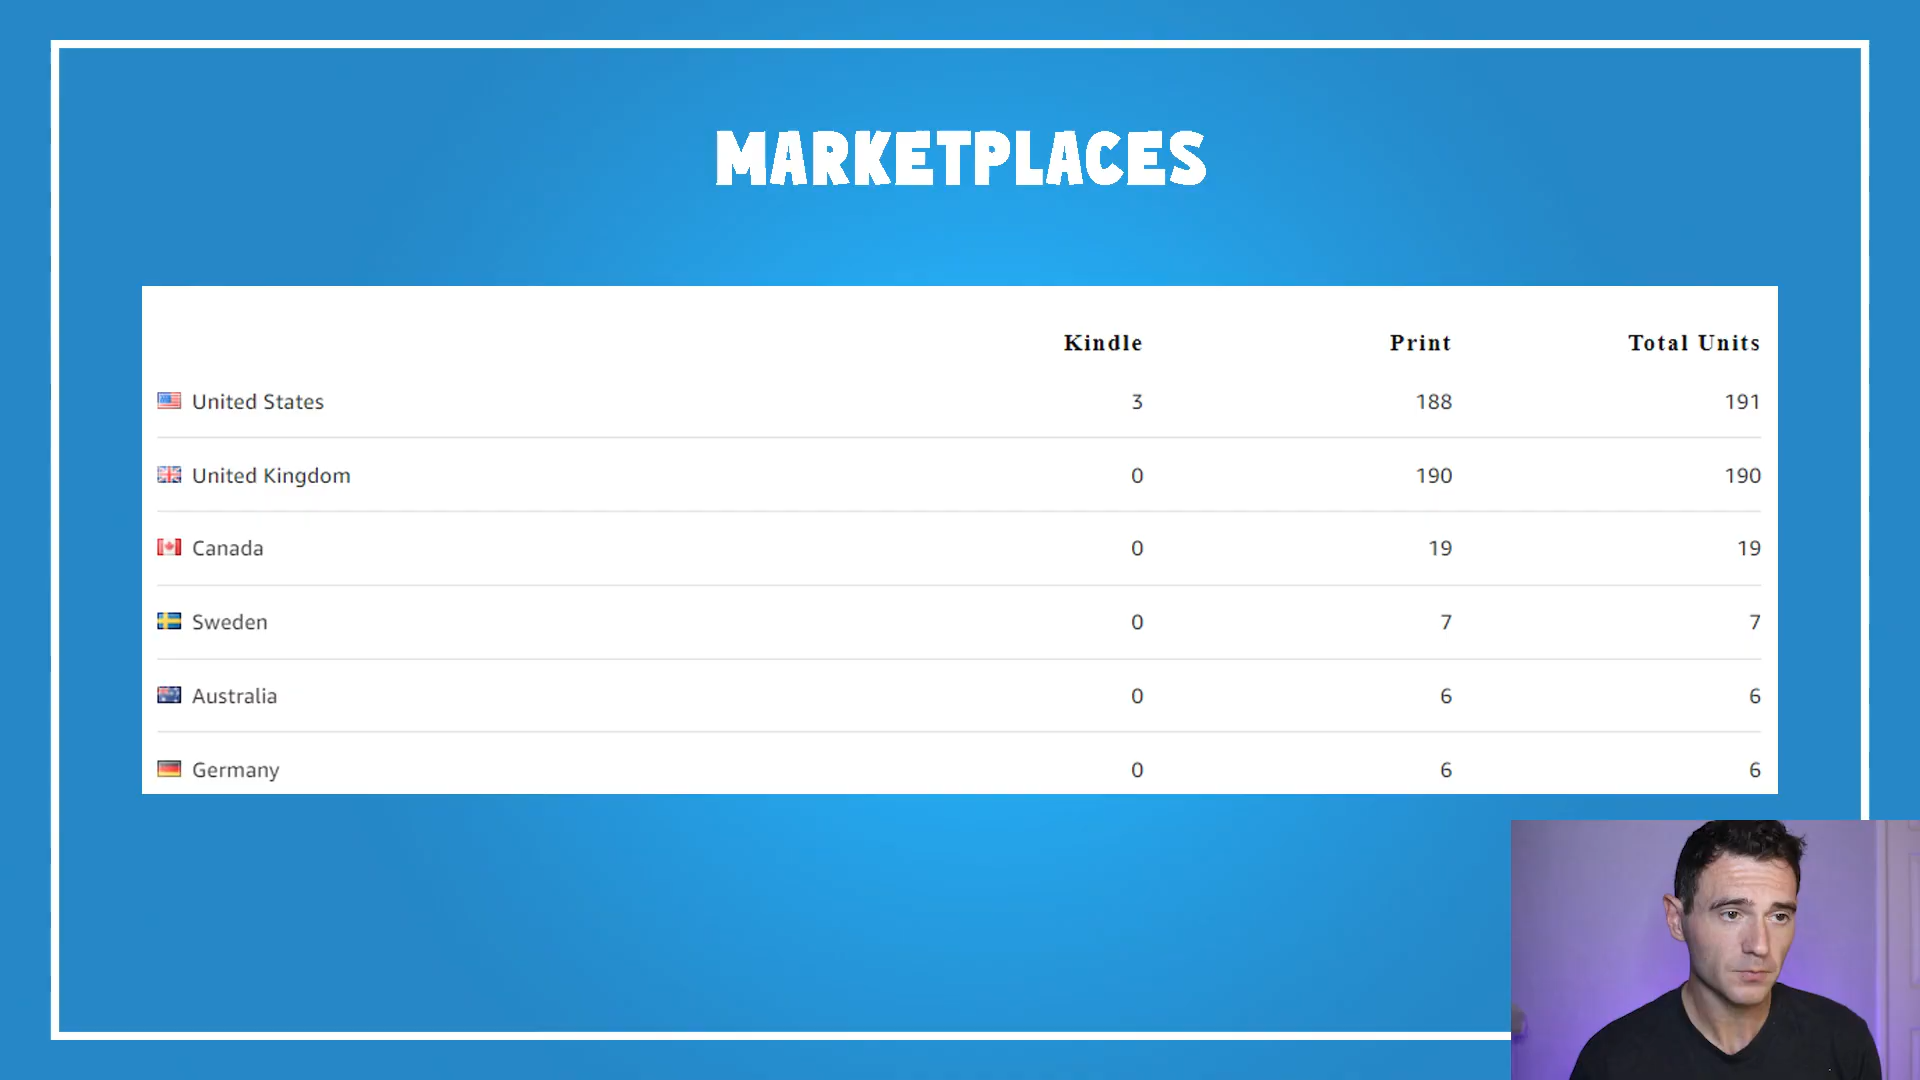 MARKETPLACES
Kindle Print Total Units
United States 3 188 191
United Kingdom 0 190 190
Canada 0 19 19
Sweden 0 7 7
Australia 0 6 6
Germany 0 6 6